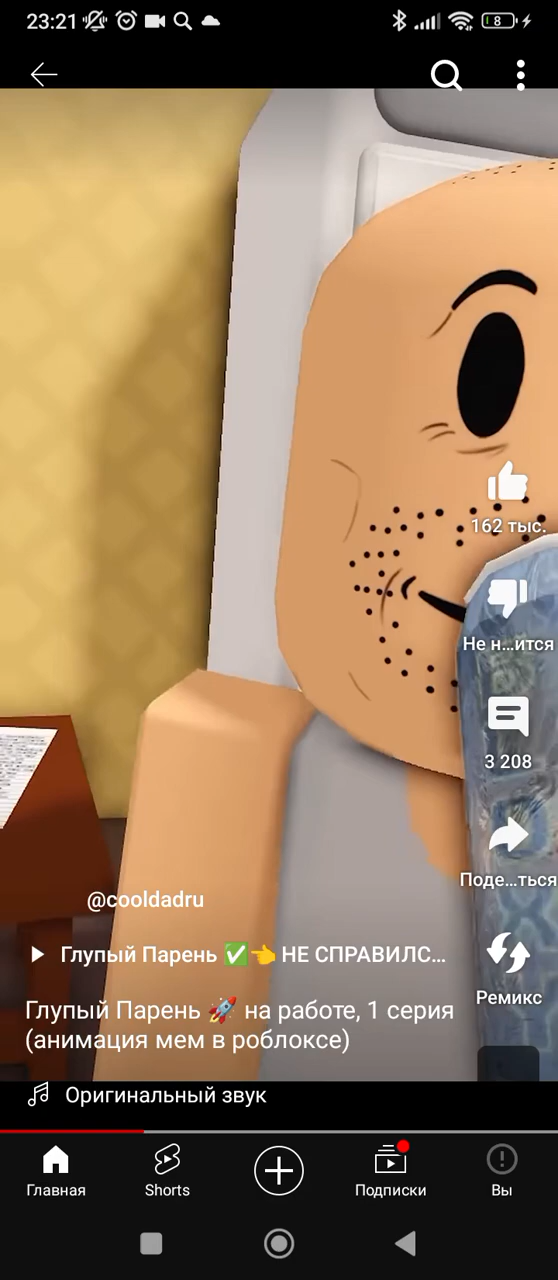 23:21
8
162 тыс.
Не н...ится
3 208
Поде...ться
@cooldadru
Глупый Парень ✅👈 НЕ СПРАВИЛС...
Ремикс
Глупый Парень 🚀 на работе, 1 серия
(анимация мем в роблоксе)
Оригинальный звук
Главная
Shorts
Подписки
Вы